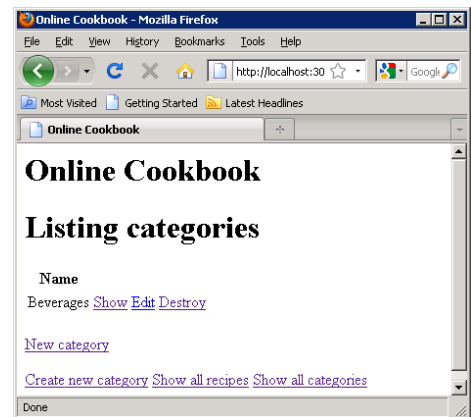 Online Cookbook - Mozilla Firefox
File Edit View History Bookmarks Tools Help
http://localhost:30 Google
Most Visited Getting Started Latest Headlines
Online Cookbook
Online Cookbook
Listing categories
Name
Beverages Show Edit Destroy
New category
Create new category Show all recipes Show all categories
Done